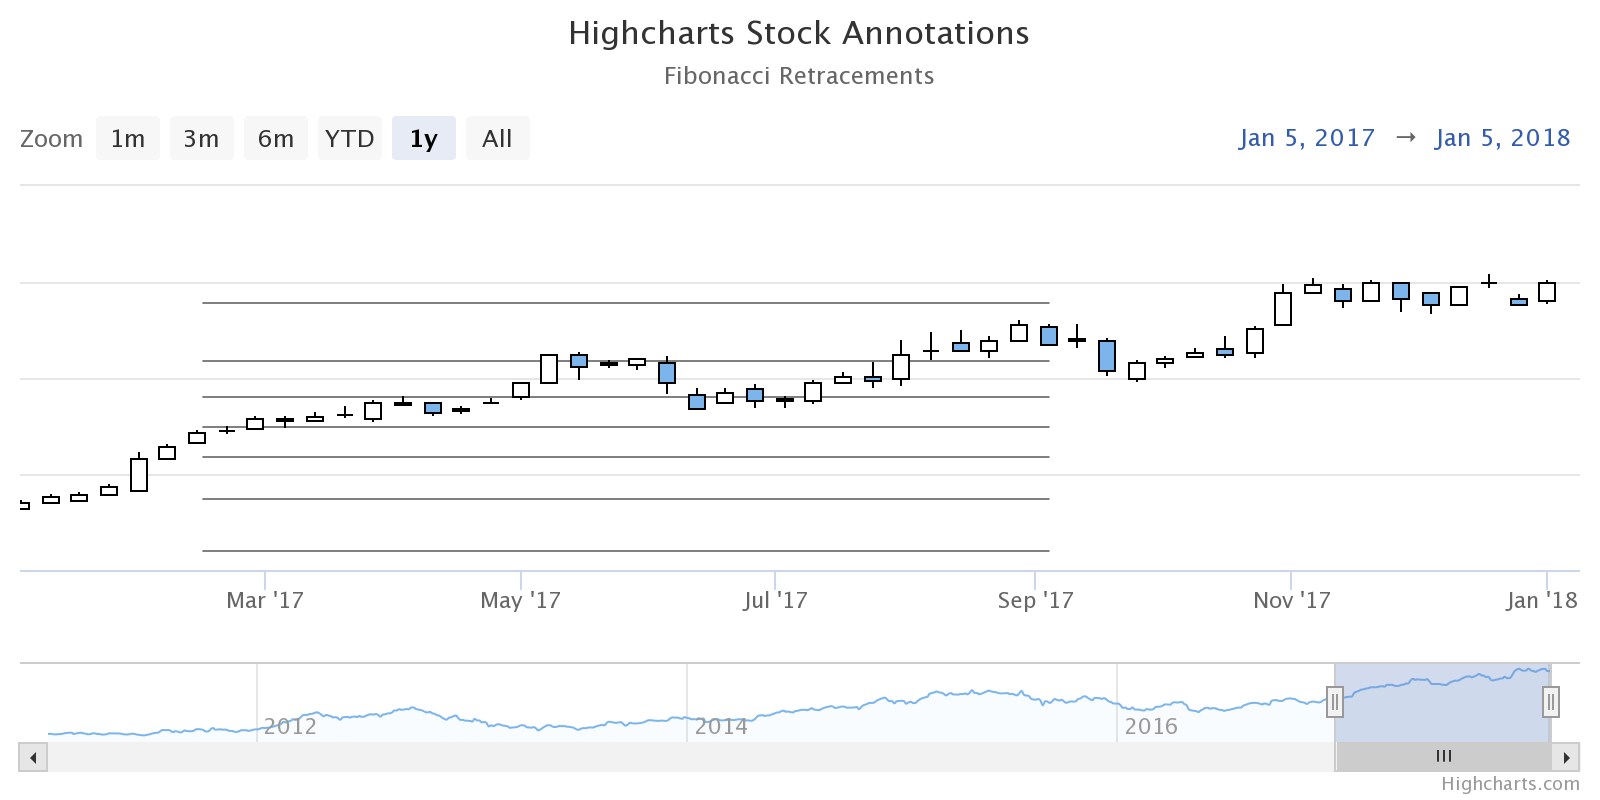 Highcharts Stock Annotations
Fibonacci Retracements
Zoom 1m 3m 6m YTD 1y All Jan 5, 2017 → Jan 5, 2018
Mar '17 May '17 Jul '17 Sep '17 Nov '17 Jan '18
2012 2014 2016
Highcharts.com